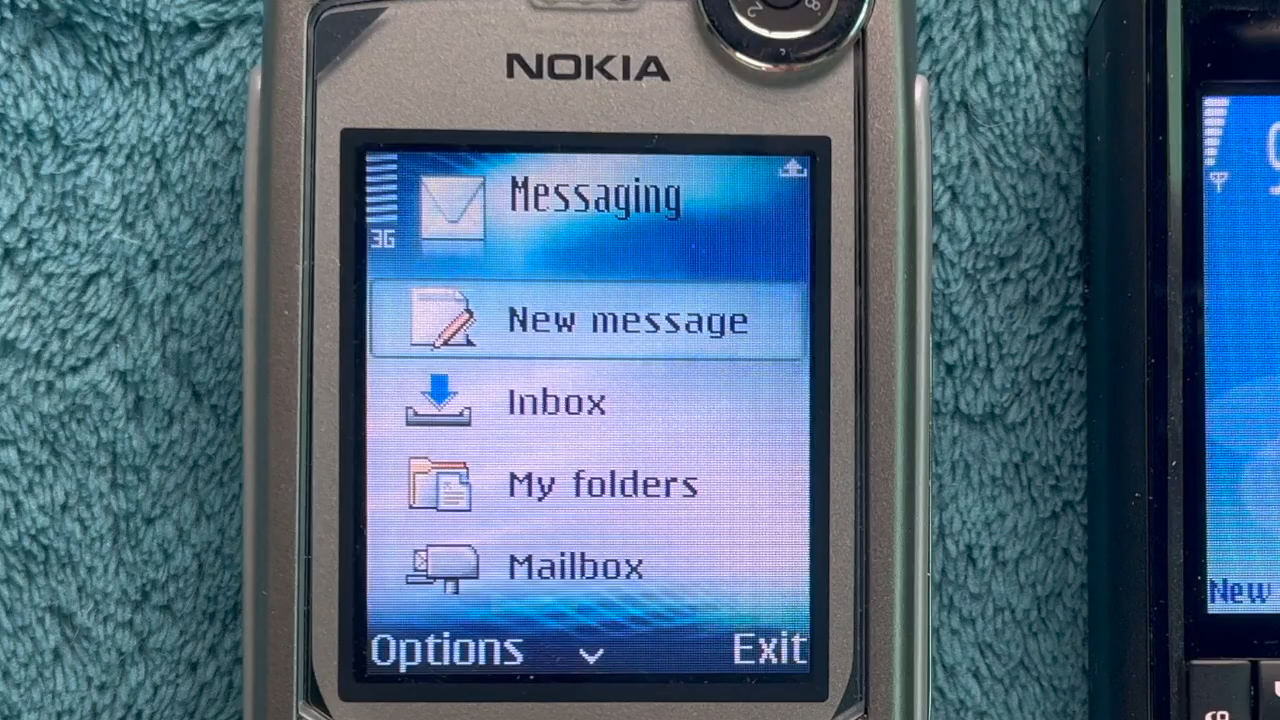 NOKIA
Messaging
3G
New message
Inbox
My folders
Mailbox
Options
Exit
New